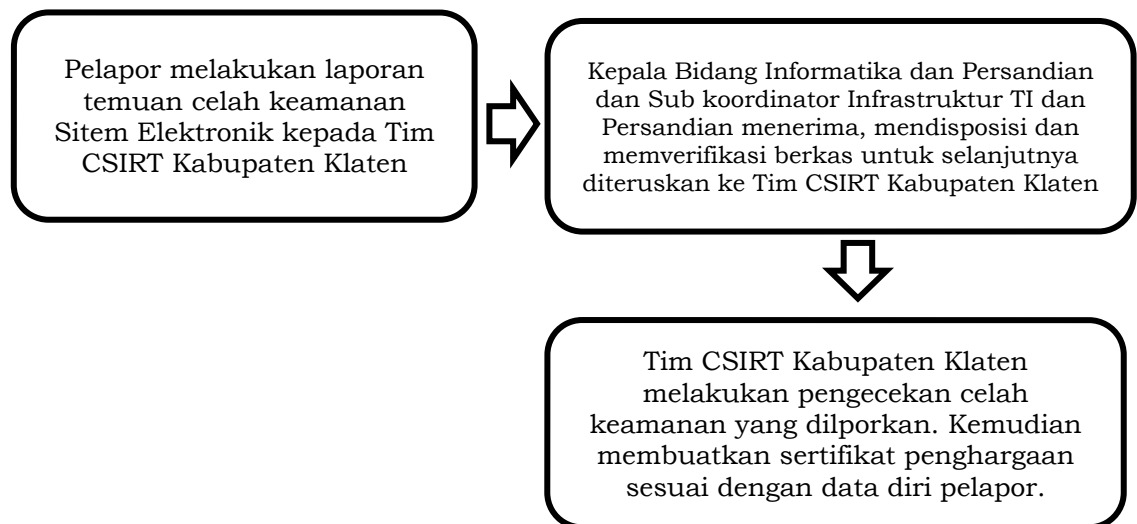 Pelapor melakukan laporan
temuan celah keamanan
Sitem Elektronik kepada Tim
CSIRT Kabupaten Klaten
Kepala Bidang Informatika dan Persandian
dan Sub koordinator Infrastruktur TI dan
Persandian menerima, mendisposisi dan
memverifikasi berkas untuk selanjutnya
diteruskan ke Tim CSIRT Kabupaten Klaten
Tim CSIRT Kabupaten Klaten
melakukan pengecekan celah
keamanan yang dilporkan. Kemudian
membuatkan sertifikat penghargaan
sesuai dengan data diri pelapor.